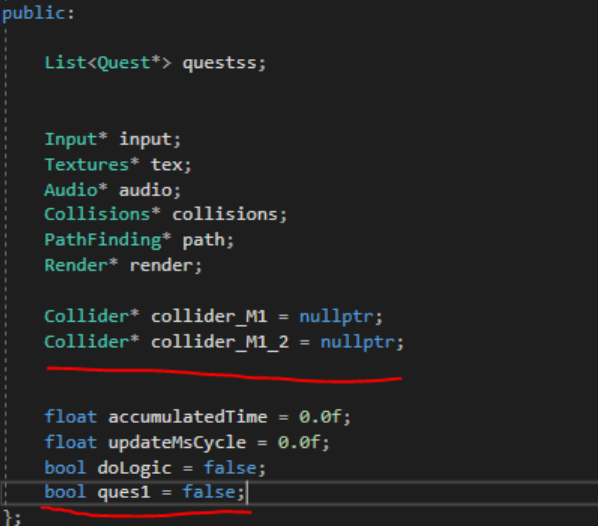 public:
List<Quest*> questss;
Input* input;
Textures* tex;
Audio* audio;
Collisions* collisions;
PathFinding* path;
Render* render;
Collider* collider_M1 = nullptr;
Collider* collider_M1_2 = nullptr;
float accumulatedTime = 0.0f;
float updateMsCycle = 0.0f;
bool doLogic = false;
bool ques1 = false;
};